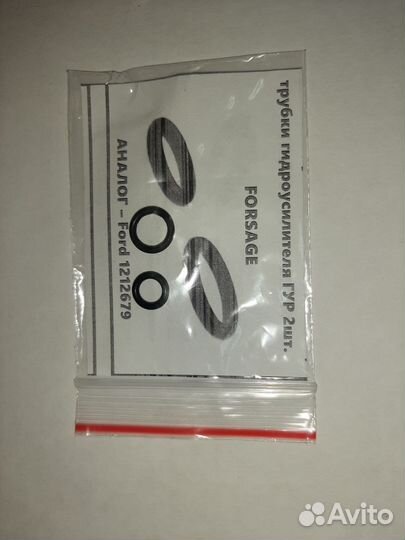 трубки гидроусилителя ГУР 2шт.
FORSAGE
АНАЛОГ – Ford 1212679
Avito